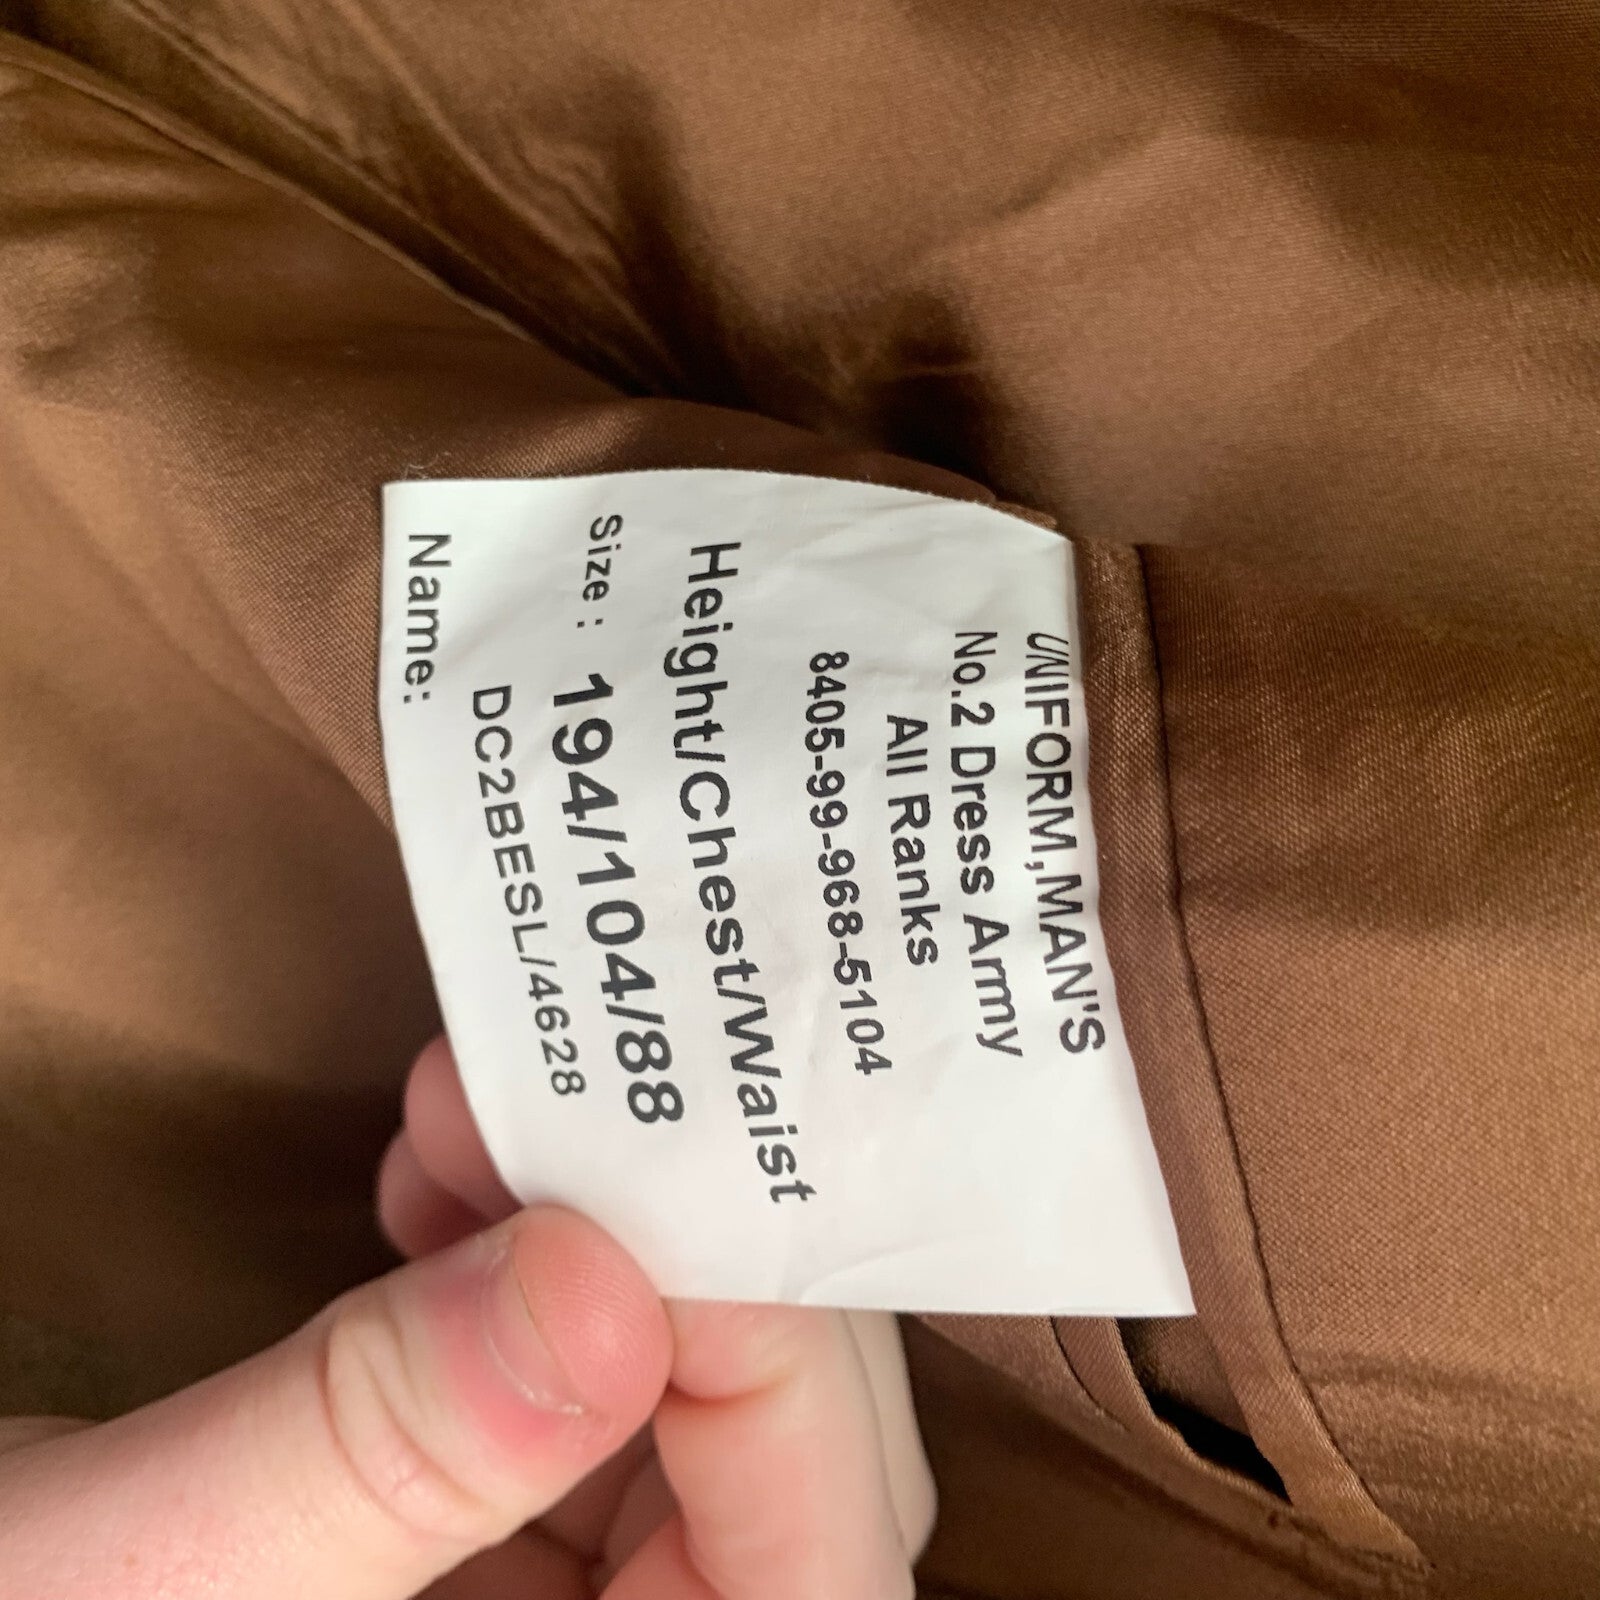 UNIFORM,MAN'S
No.2 Dress Army
All Ranks
8405-99-968-5104
Height/Chest/Waist
Size : 194/104/88
DC2BESL/4628
Name: